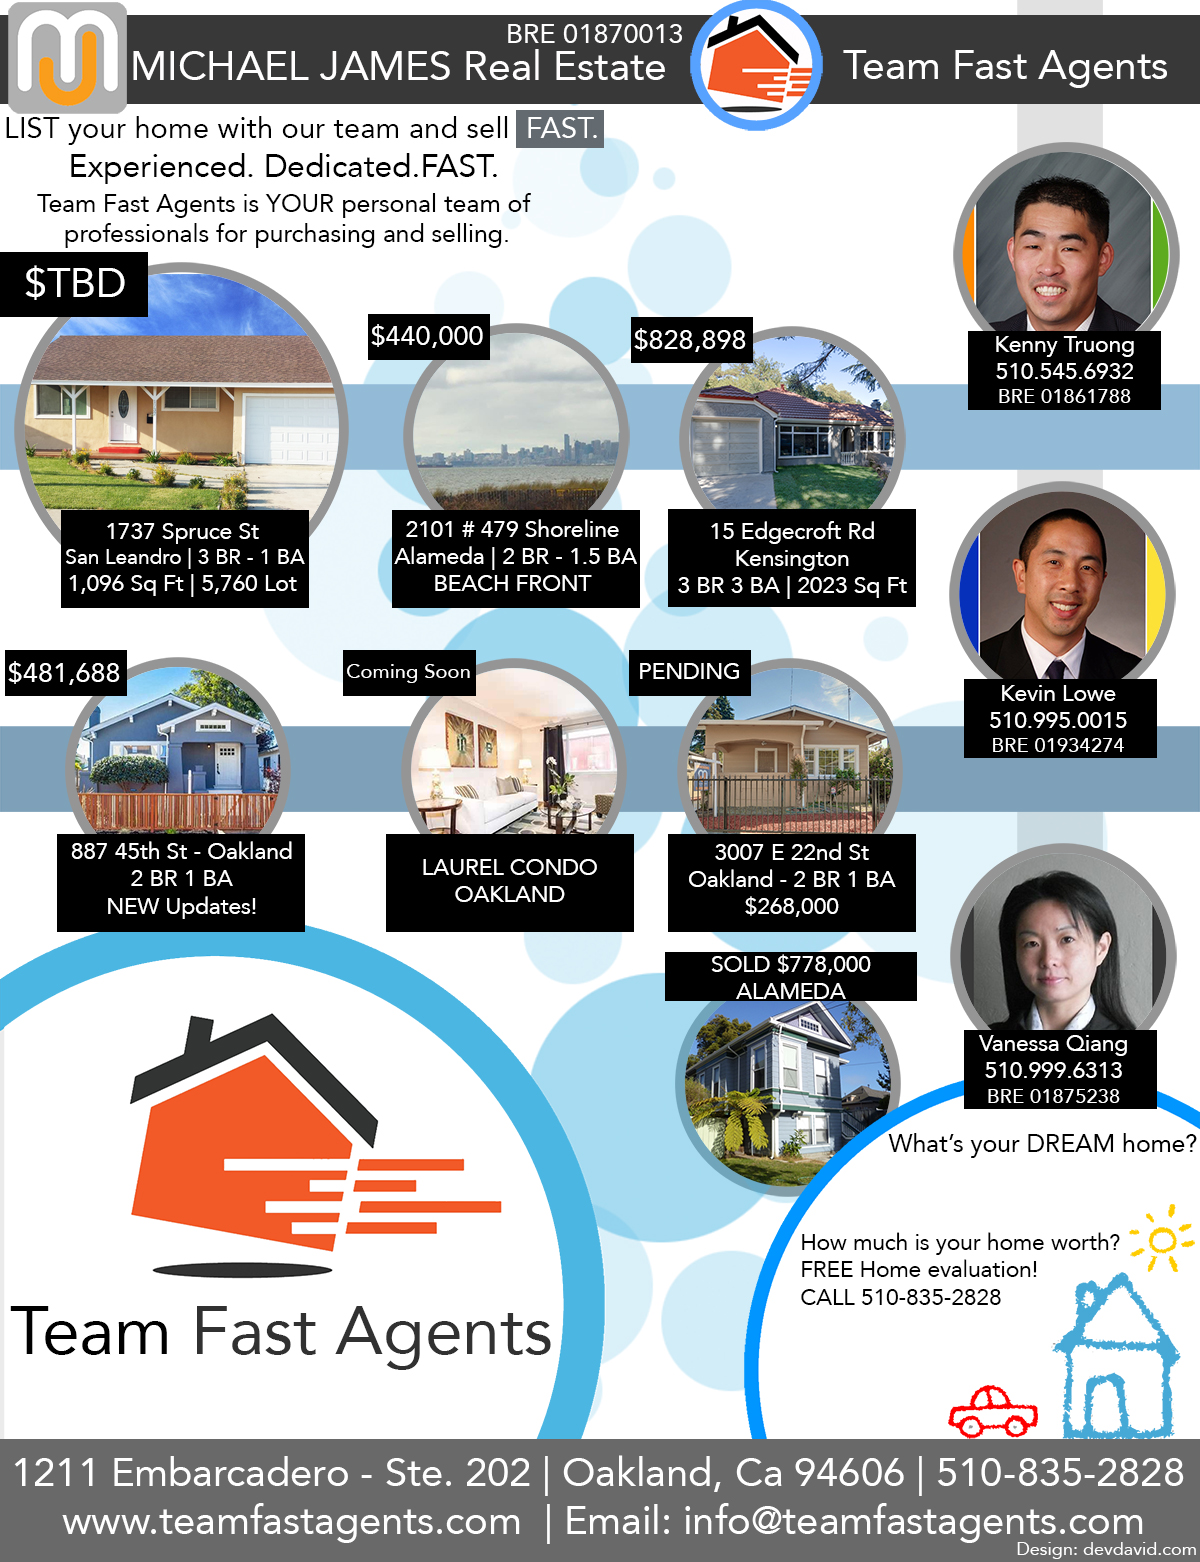 BRE 01870013
MICHAEL JAMES Real Estate
Team Fast Agents
LIST your home with our team and sell FAST.
Experienced. Dedicated.FAST.
Team Fast Agents is YOUR personal team of
professionals for purchasing and selling.
$TBD
1737 Spruce St
San Leandro | 3 BR - 1 BA
1,096 Sq Ft | 5,760 Lot
$440,000
2101 # 479 Shoreline
Alameda | 2 BR - 1.5 BA
BEACH FRONT
$828,898
15 Edgecroft Rd
Kensington
3 BR 3 BA | 2023 Sq Ft
Kenny Truong
510.545.6932
BRE 01861788
Kevin Lowe
510.995.0015
BRE 01934274
$481,688
887 45th St - Oakland
2 BR 1 BA
NEW Updates!
Coming Soon
LAUREL CONDO
OAKLAND
PENDING
3007 E 22nd St
Oakland - 2 BR 1 BA
$268,000
SOLD $778,000
ALAMEDA
Vanessa Qiang
510.999.6313
BRE 01875238
What's your DREAM home?
How much is your home worth?
FREE Home evaluation!
CALL 510-835-2828
Team Fast Agents
1211 Embarcadero - Ste. 202 | Oakland, Ca 94606 | 510-835-2828
www.teamfastagents.com | Email: info@teamfastagents.com
Design: devdavid.com